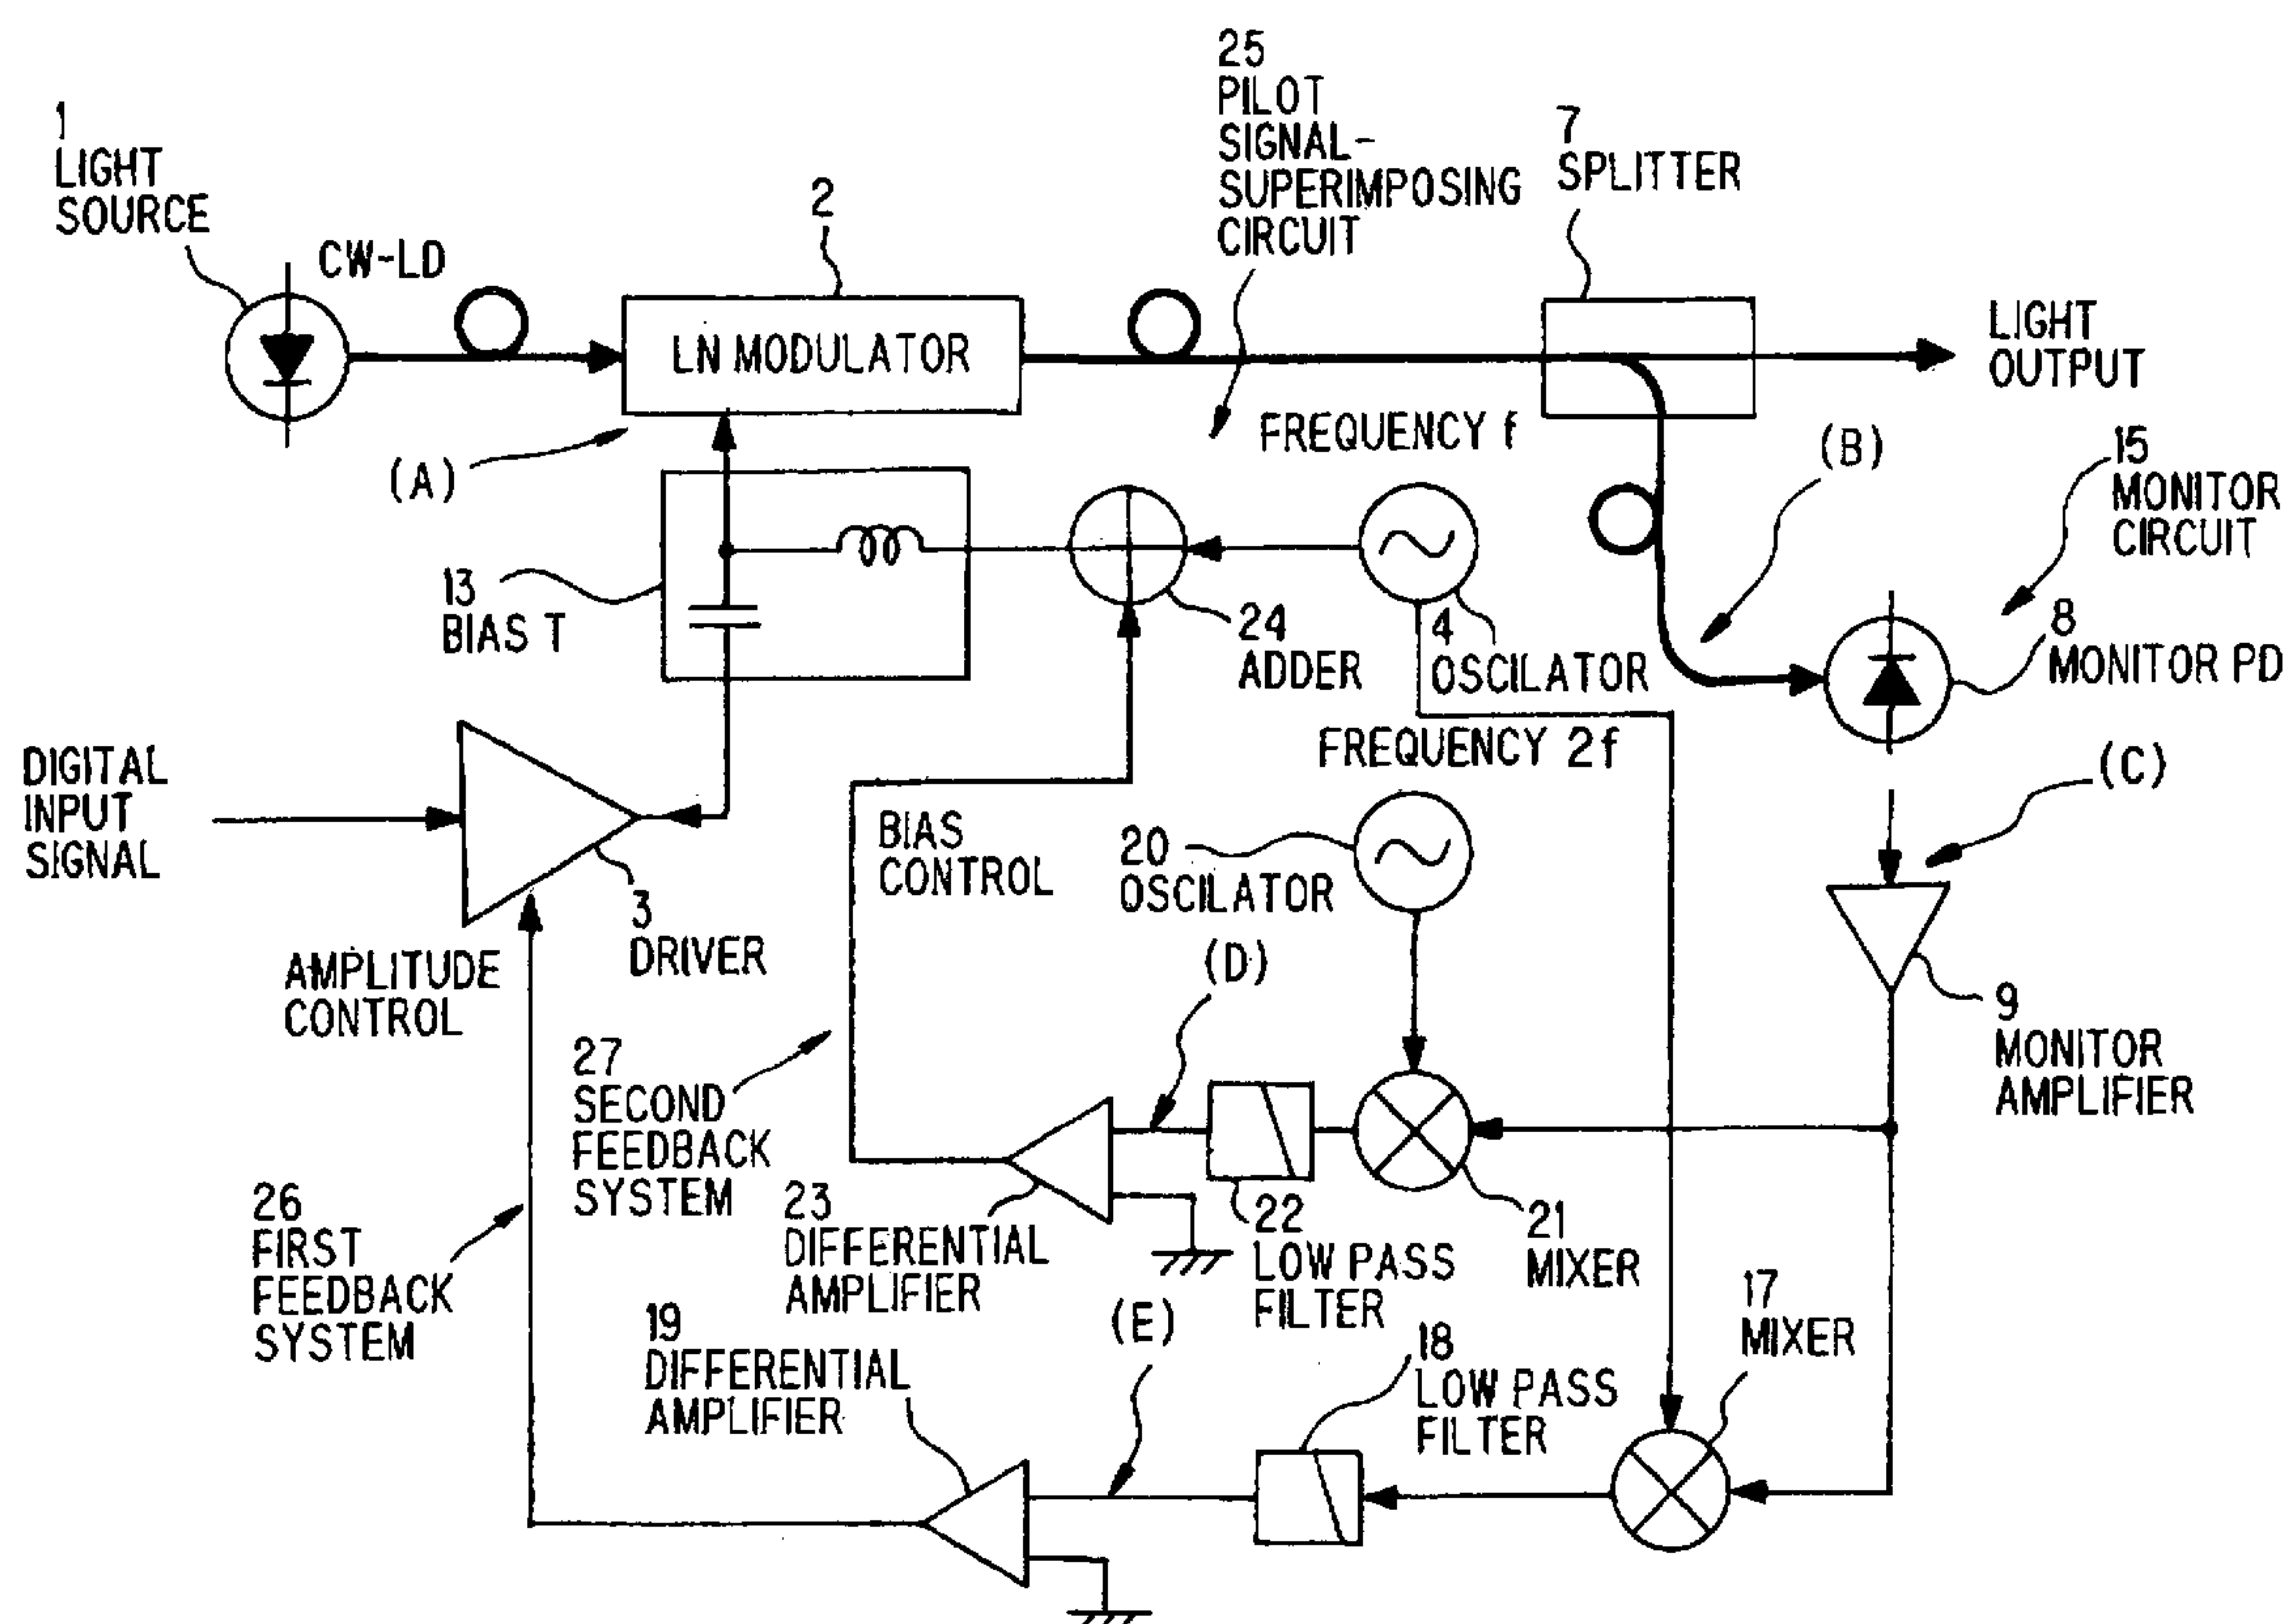 1
LIGHT
SOURCE
CW-LD
2
LN MODULATOR
25
PILOT
SIGNAL-
SUPERIMPOSING
CIRCUIT
7
SPLITTER
LIGHT
OUTPUT
(A)
FREQUENCY f
(B)
15
MONITOR
CIRCUIT
13
BIAS T
24
ADDER
4
OSCILATOR
8
MONITOR PD
FREQUENCY 2f
(C)
DIGITAL
INPUT
SIGNAL
3
DRIVER
BIAS
CONTROL
20
OSCILATOR
AMPLITUDE
CONTROL
(D)
9
MONITOR
AMPLIFIER
27
SECOND
FEEDBACK
SYSTEM
26
FIRST
FEEDBACK
SYSTEM
23
DIFFERENTIAL
AMPLIFIER
22
LOW PASS
FILTER
21
MIXER
17
MIXER
19
DIFFERENTIAL
AMPLIFIER
(E)
18
LOW PASS
FILTER